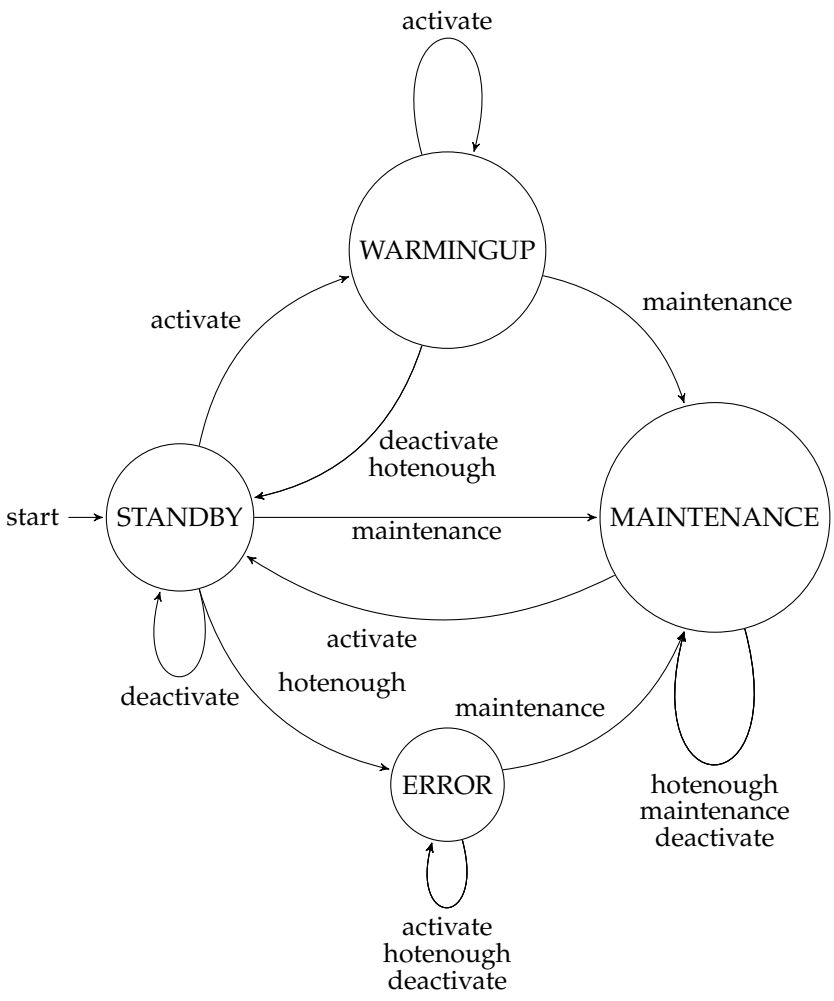 activate
WARMINGUP
maintenance
activate
deactivate
hotenough
start
STANDBY
maintenance
MAINTENANCE
activate
hotenough
deactivate
maintenance
ERROR
hotenough
maintenance
deactivate
activate
hotenough
deactivate